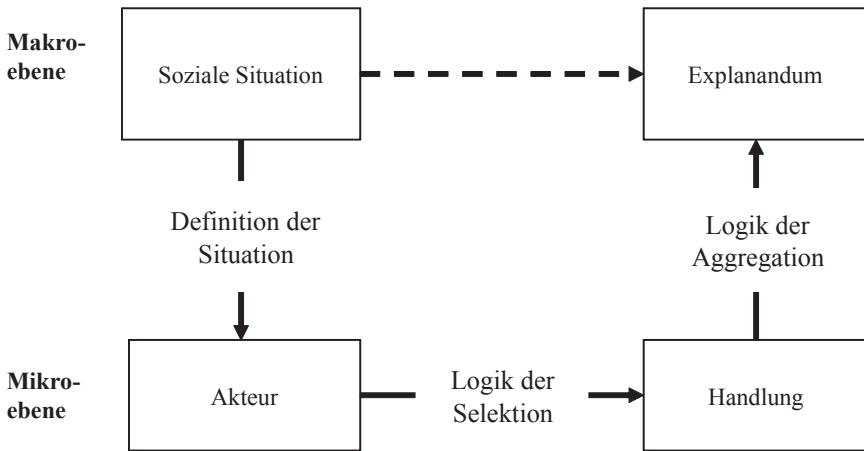 Makro-
ebene
Soziale Situation
Explanandum
Definition der
Situation
Logik der
Aggregation
Mikro-
ebene
Akteur
Logik der
Selektion
Handlung